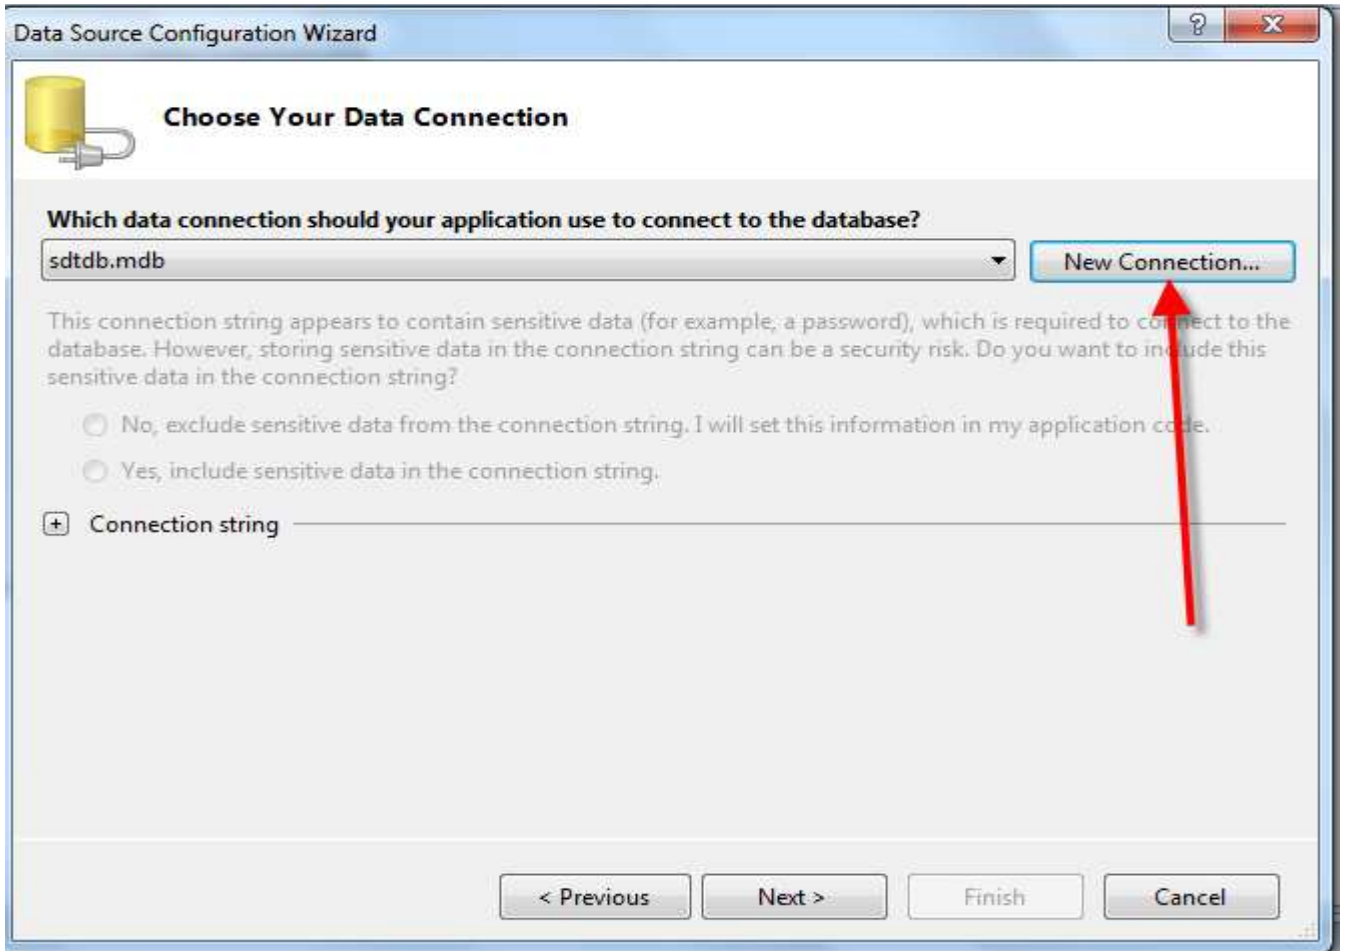 Data Source Configuration Wizard
Choose Your Data Connection
Which data connection should your application use to connect to the database?
sdtdb.mdb
New Connection...
This connection string appears to contain sensitive data (for example, a password), which is required to connect to the
database. However, storing sensitive data in the connection string can be a security risk. Do you want to include this
sensitive data in the connection string?
No, exclude sensitive data from the connection string. I will set this information in my application code.
Yes, include sensitive data in the connection string.
Connection string
< Previous
Next >
Finish
Cancel